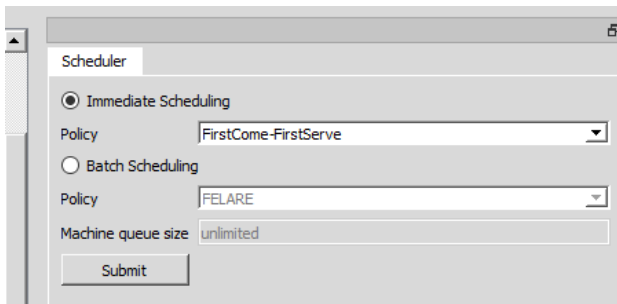 Scheduler
Immediate Scheduling
Policy FirstCome-FirstServe
Batch Scheduling
Policy FELARE
Machine queue size unlimited
Submit